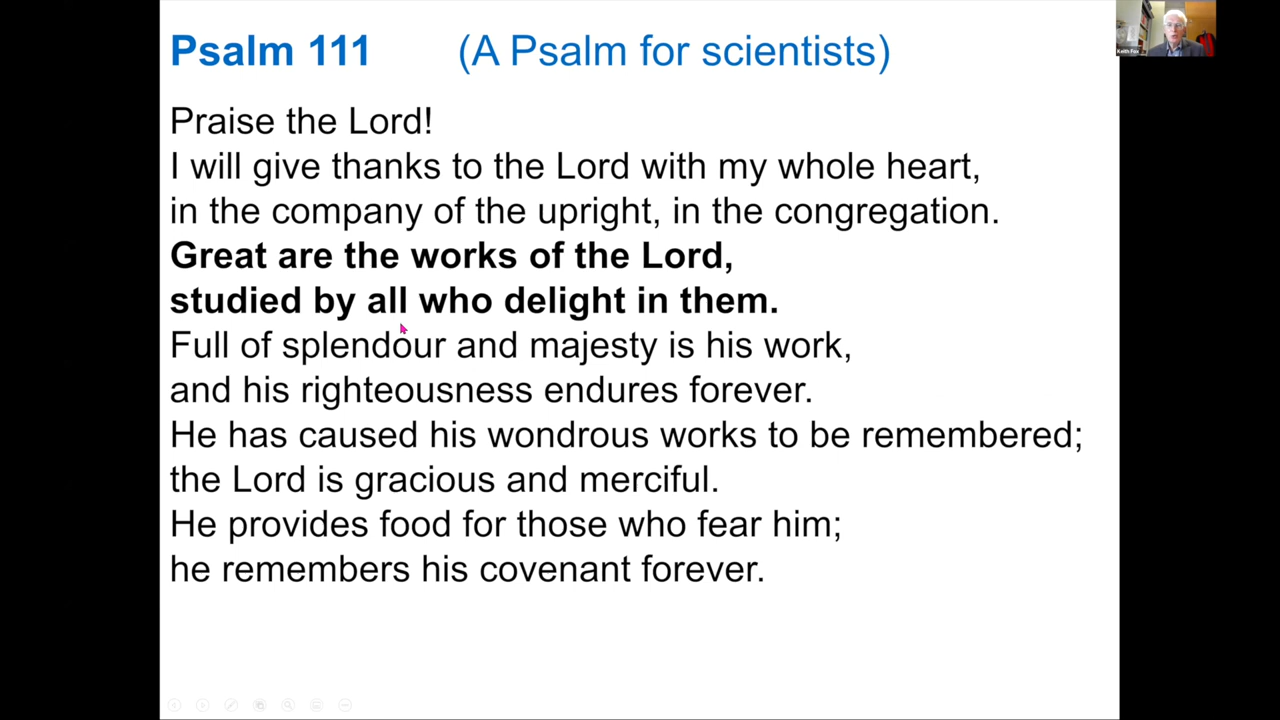 Psalm 111 (A Psalm for scientists)
Praise the Lord!
I will give thanks to the Lord with my whole heart,
in the company of the upright, in the congregation.
Great are the works of the Lord,
studied by all who delight in them.
Full of splendour and majesty is his work,
and his righteousness endures forever.
He has caused his wondrous works to be remembered;
the Lord is gracious and merciful.
He provides food for those who fear him;
he remembers his covenant forever.
Keith Fox